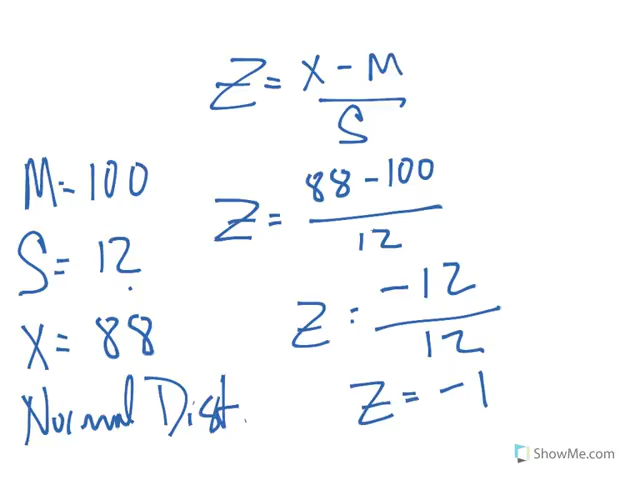 Z = X - M / S
M = 100
S = 12
X = 88
Normal Dist.
Z = 88 - 100 / 12
Z = -12 / 12
Z = -1
ShowMe.com